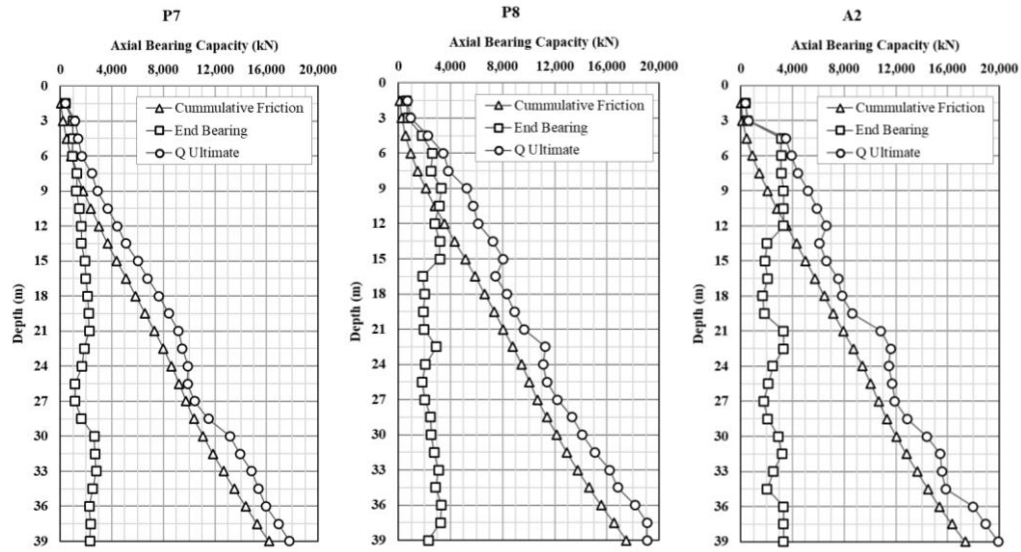 P7
Axial Bearing Capacity (kN)
0 4,000 8,000 12,000 16,000 20,000
0
3
6
9
12
15
18
21
24
27
30
33
36
39
Depth (m)
Cummulative Friction
End Bearing
Q Ultimate
P8
Axial Bearing Capacity (kN)
0 4,000 8,000 12,000 16,000 20,000
0
3
6
9
12
15
18
21
24
27
30
33
36
39
Depth (m)
Cummulative Friction
End Bearing
Q Ultimate
A2
Axial Bearing Capacity (kN)
0 4,000 8,000 12,000 16,000 20,000
0
3
6
9
12
15
18
21
24
27
30
33
36
39
Depth (m)
Cummulative Friction
End Bearing
Q Ultimate